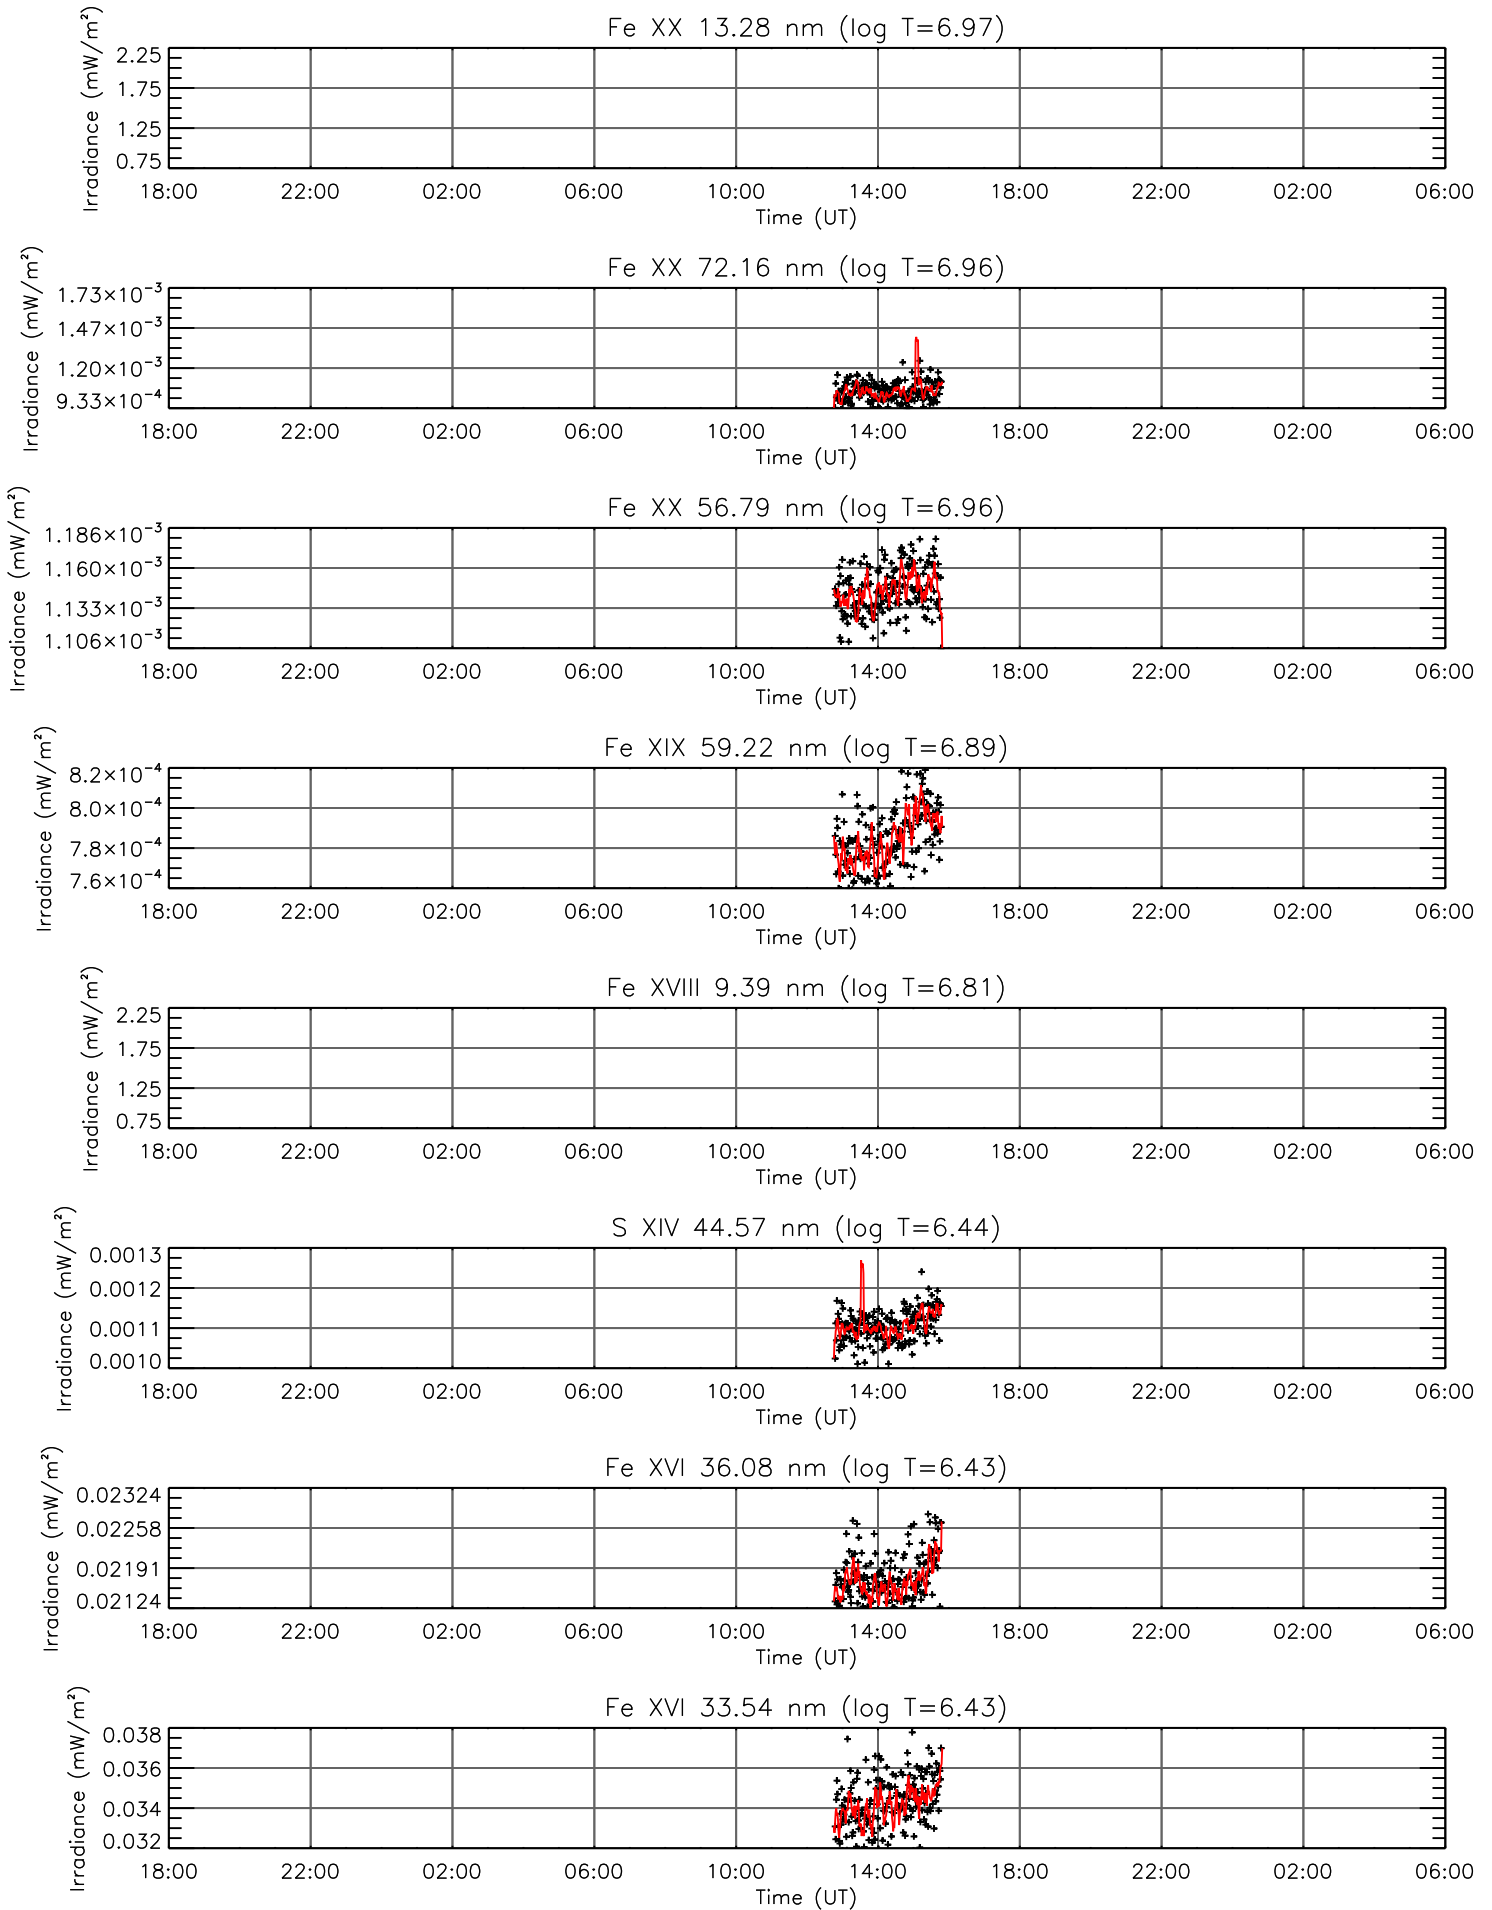 Fe XX 13.28 nm (log T=6.97)
Irradiance (mW/m²)
2.25
1.75
1.25
0.75
18:00 22:00 02:00 06:00 10:00 14:00 18:00 22:00 02:00 06:00
Time (UT)
Fe XX 72.16 nm (log T=6.96)
Irradiance (mW/m²)
1.73×10⁻³
1.47×10⁻³
1.20×10⁻³
9.33×10⁻⁴
18:00 22:00 02:00 06:00 10:00 14:00 18:00 22:00 02:00 06:00
Time (UT)
Fe XX 56.79 nm (log T=6.96)
Irradiance (mW/m²)
1.186×10⁻³
1.160×10⁻³
1.133×10⁻³
1.106×10⁻³
18:00 22:00 02:00 06:00 10:00 14:00 18:00 22:00 02:00 06:00
Time (UT)
Fe XIX 59.22 nm (log T=6.89)
Irradiance (mW/m²)
8.2×10⁻⁴
8.0×10⁻⁴
7.8×10⁻⁴
7.6×10⁻⁴
18:00 22:00 02:00 06:00 10:00 14:00 18:00 22:00 02:00 06:00
Time (UT)
Fe XVIII 9.39 nm (log T=6.81)
Irradiance (mW/m²)
2.25
1.75
1.25
0.75
18:00 22:00 02:00 06:00 10:00 14:00 18:00 22:00 02:00 06:00
Time (UT)
S XIV 44.57 nm (log T=6.44)
Irradiance (mW/m²)
0.0013
0.0012
0.0011
0.0010
18:00 22:00 02:00 06:00 10:00 14:00 18:00 22:00 02:00 06:00
Time (UT)
Fe XVI 36.08 nm (log T=6.43)
Irradiance (mW/m²)
0.02324
0.02258
0.02191
0.02124
18:00 22:00 02:00 06:00 10:00 14:00 18:00 22:00 02:00 06:00
Time (UT)
Fe XVI 33.54 nm (log T=6.43)
Irradiance (mW/m²)
0.038
0.036
0.034
0.032
18:00 22:00 02:00 06:00 10:00 14:00 18:00 22:00 02:00 06:00
Time (UT)